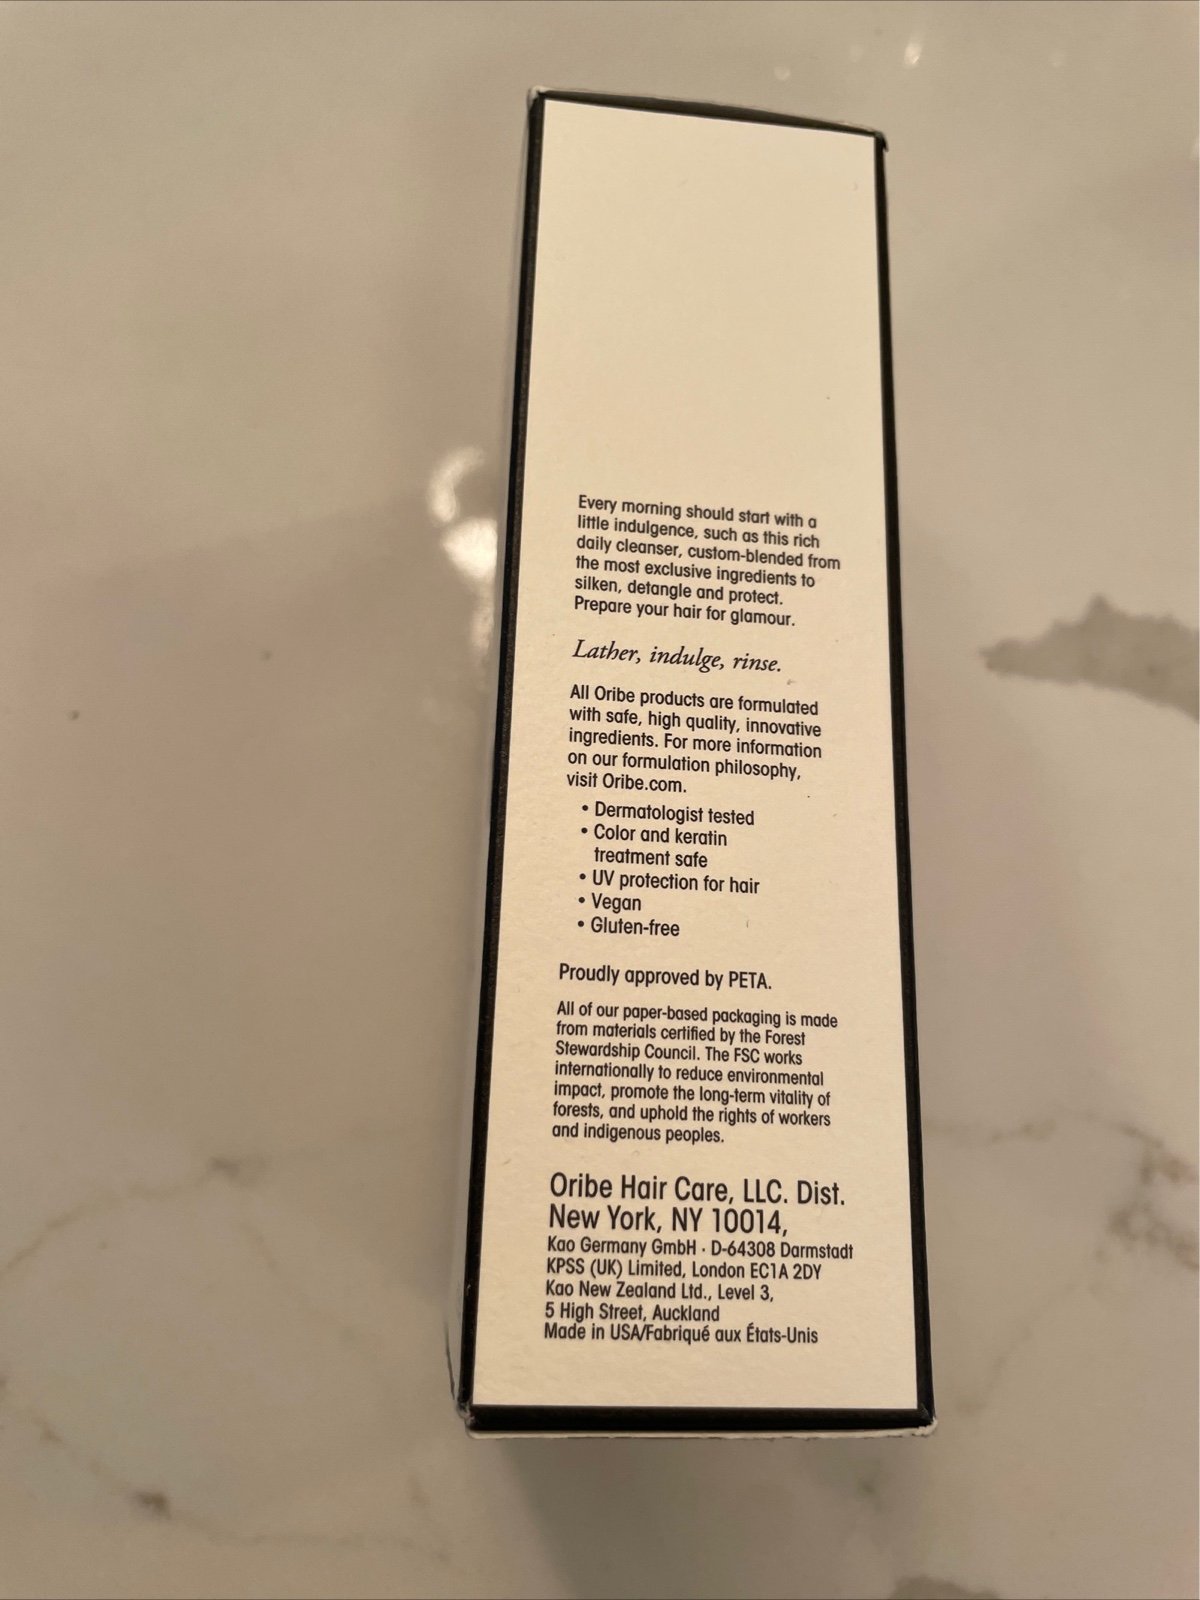 Every morning should start with a
little indulgence, such as this rich
daily cleanser, custom-blended from
the most exclusive ingredients to
silken, detangle and protect.
Prepare your hair for glamour.
Lather, indulge, rinse.
All Oribe products are formulated
with safe, high quality, innovative
ingredients. For more information
on our formulation philosophy,
visit Oribe.com.
• Dermatologist tested
• Color and keratin
treatment safe
• UV protection for hair
• Vegan
• Gluten-free
Proudly approved by PETA.
All of our paper-based packaging is made
from materials certified by the Forest
Stewardship Council. The FSC works
internationally to reduce environmental
impact, promote the long-term vitality of
forests, and uphold the rights of workers
and indigenous peoples.
Oribe Hair Care, LLC. Dist.
New York, NY 10014,
Kao Germany GmbH · D-64308 Darmstadt
KPSS (UK) Limited, London EC1A 2DY
Kao New Zealand Ltd., Level 3,
5 High Street, Auckland
Made in USA/Fabriqué aux États-Unis